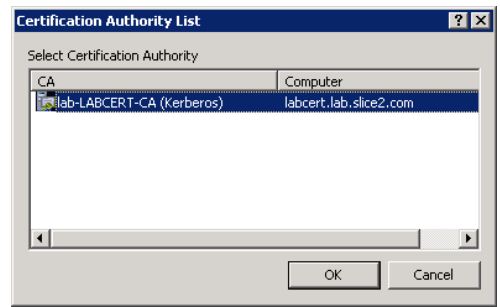 Certification Authority List
Select Certification Authority
CA Computer
lab-LABCERT-CA (Kerberos) labcert.lab.slice2.com
OK Cancel